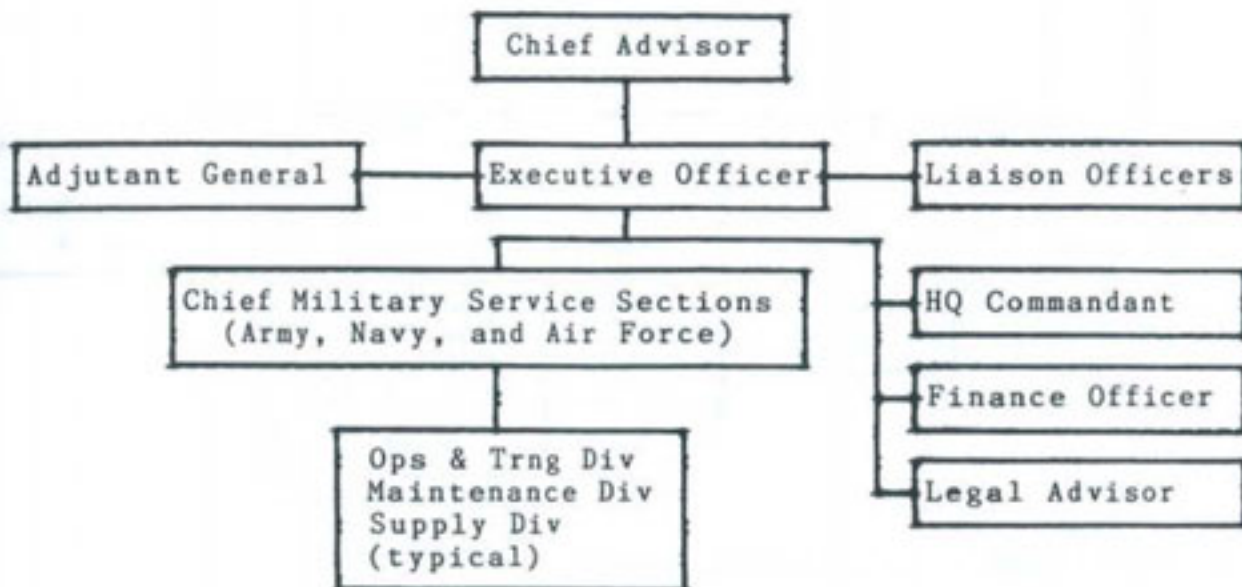 Chief Advisor
Adjutant General
Executive Officer
Liaison Officers
Chief Military Service Sections
(Army, Navy, and Air Force)
HQ Commandant
Finance Officer
Ops & Trng Div
Maintenance Div
Supply Div
(typical)
Legal Advisor